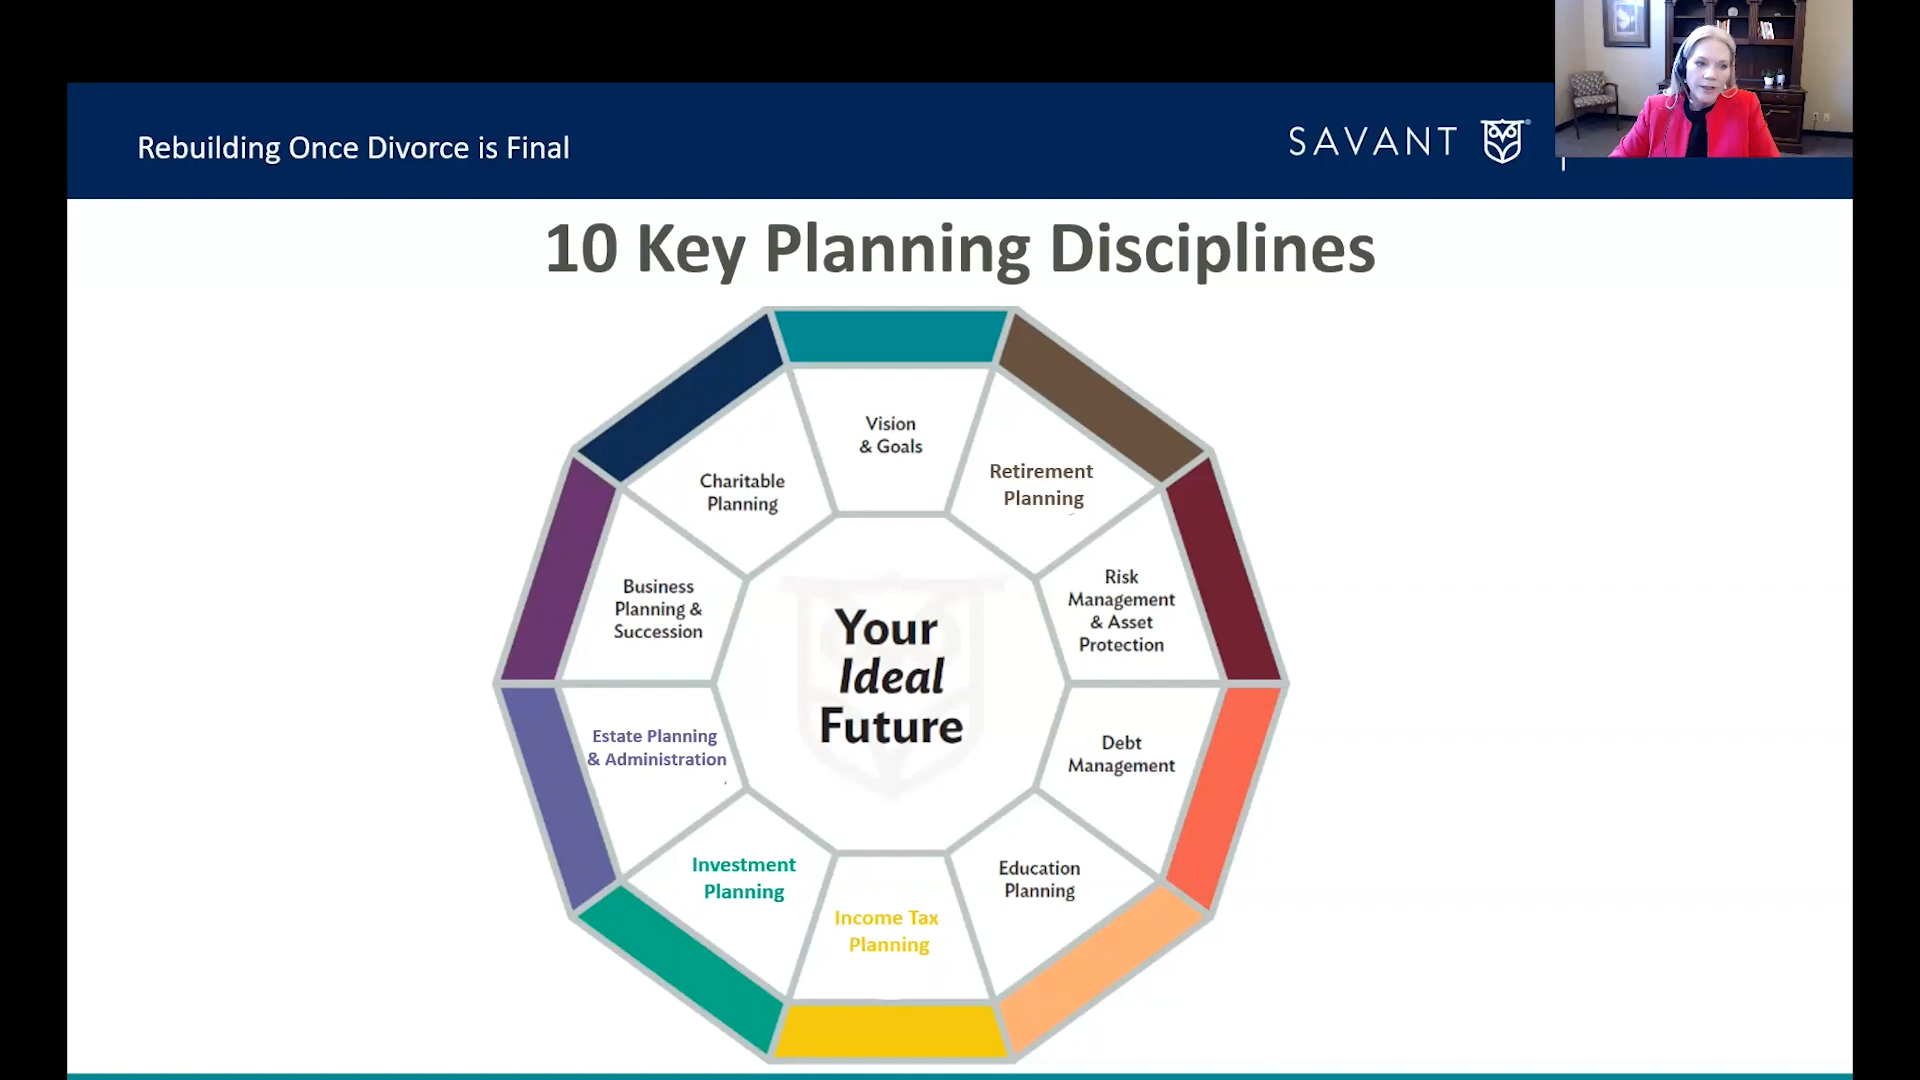 Rebuilding Once Divorce is Final
SAVANT
10 Key Planning Disciplines
Vision
& Goals
Retirement
Planning
Risk
Management
& Asset
Protection
Debt
Management
Education
Planning
Income Tax
Planning
Investment
Planning
Estate Planning
& Administration
Business
Planning &
Succession
Charitable
Planning
Your
Ideal
Future